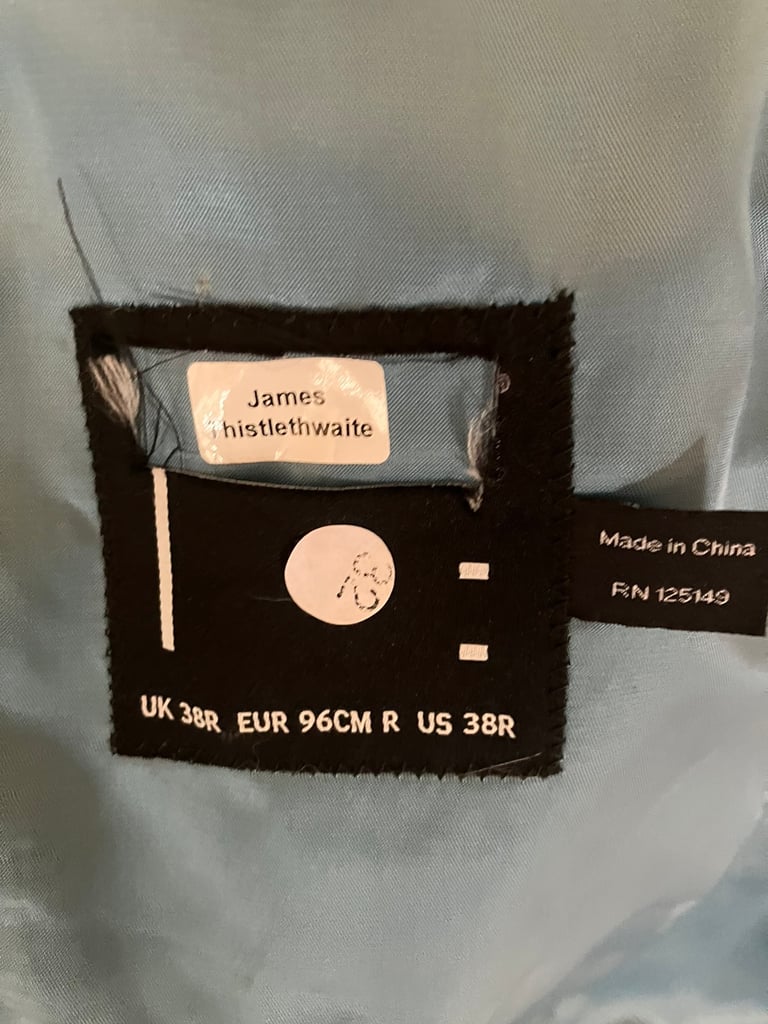 James
Thistlethwaite
UK 38R EUR 96CM R US 38R
Made in China
RN 125149